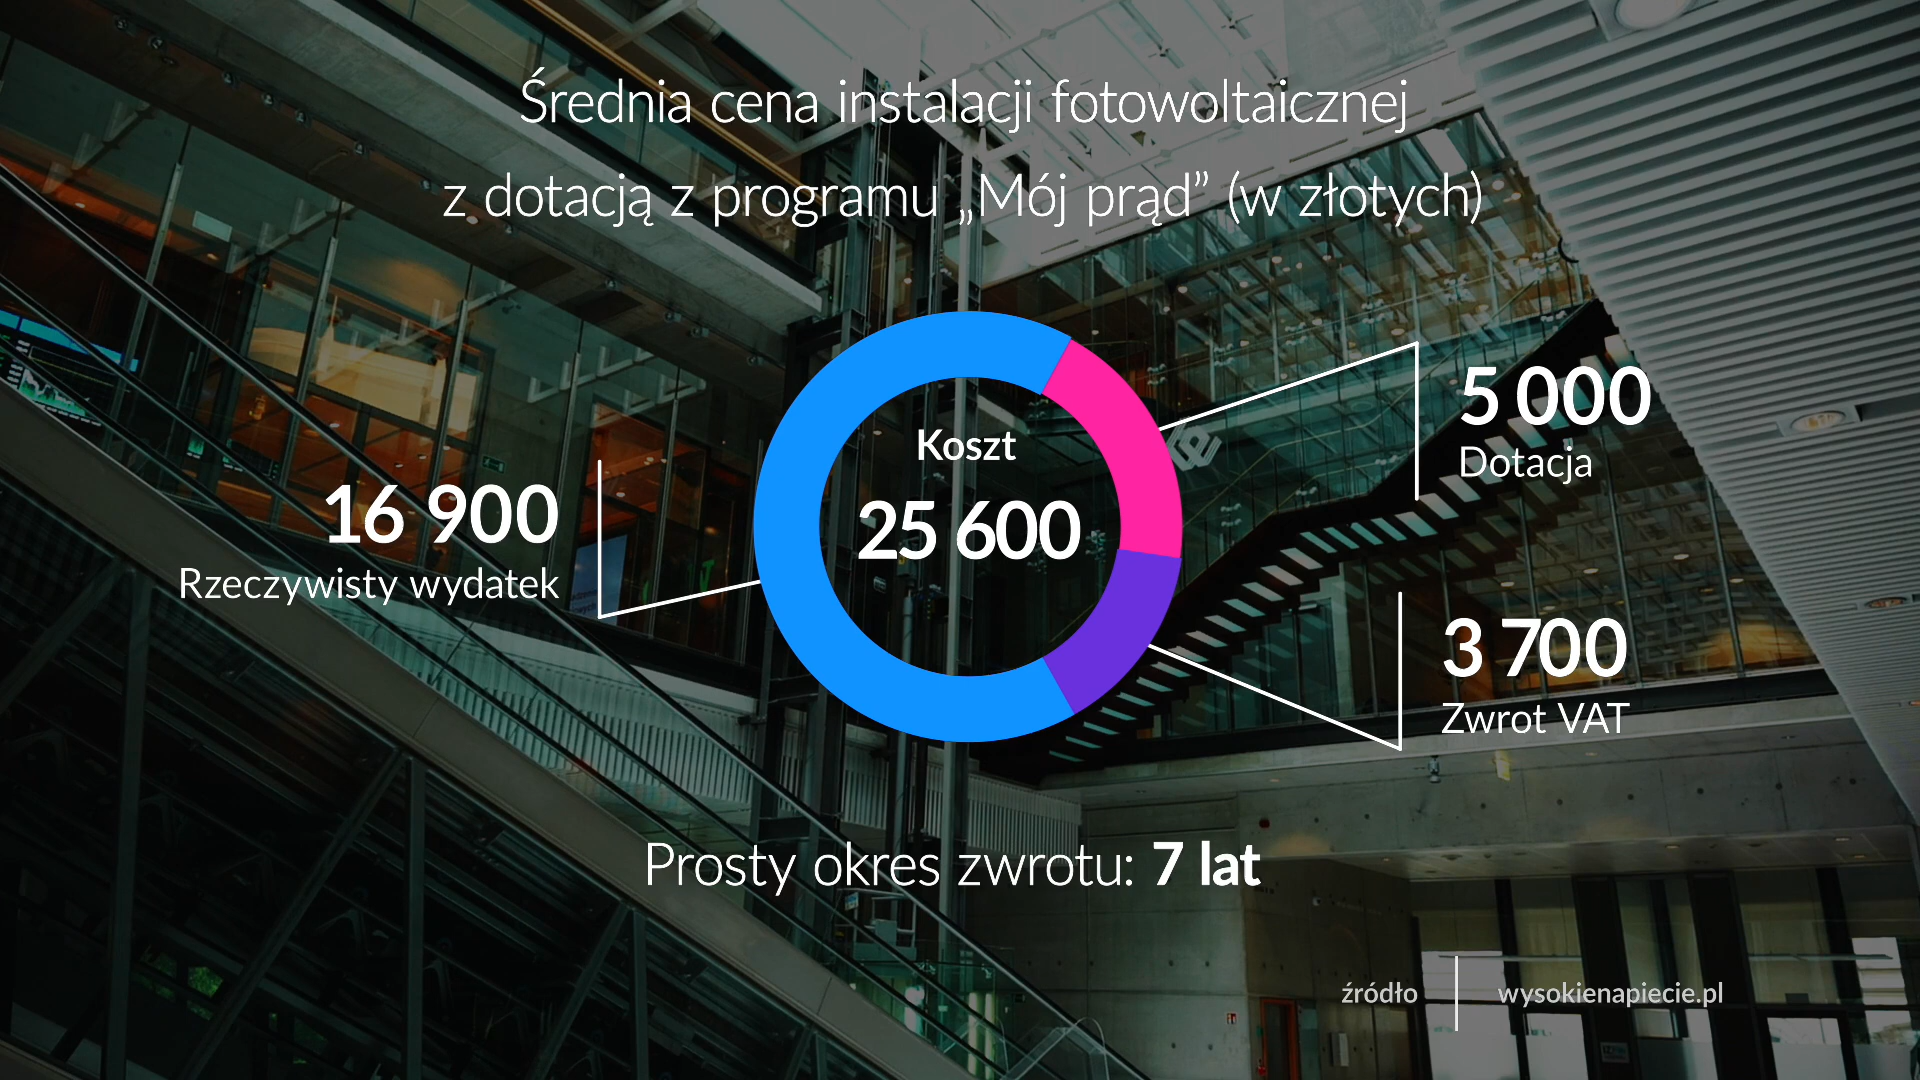 Średnia cena instalacji fotowoltaicznej
z dotacją z programu „Mój prąd” (w złotych)
Koszt
25 600
16 900
Rzeczywisty wydatek
5 000
Dotacja
3 700
Zwrot VAT
Prosty okres zwrotu: 7 lat
źródło
wysokienapiecie.pl